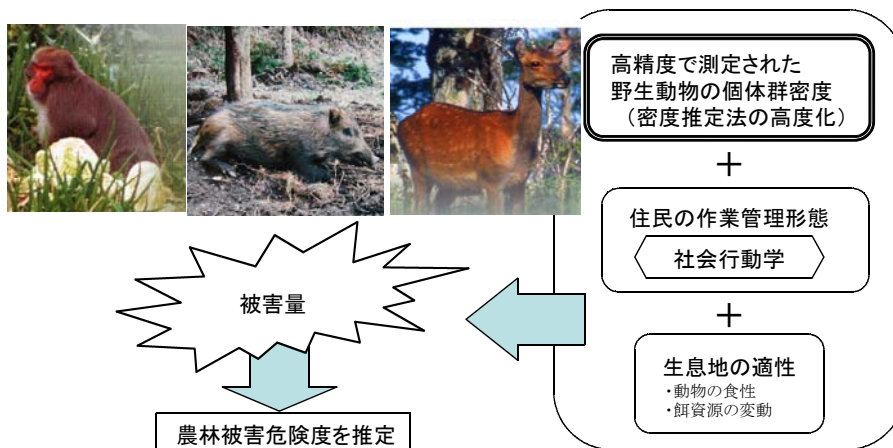 高精度で測定された
野生動物の個体群密度
（密度推定法の高度化）
＋
住民の作業管理形態
社会行動学
＋
生息地の適性
・動物の食性
・餌資源の変動
被害量
農林被害危険度を推定